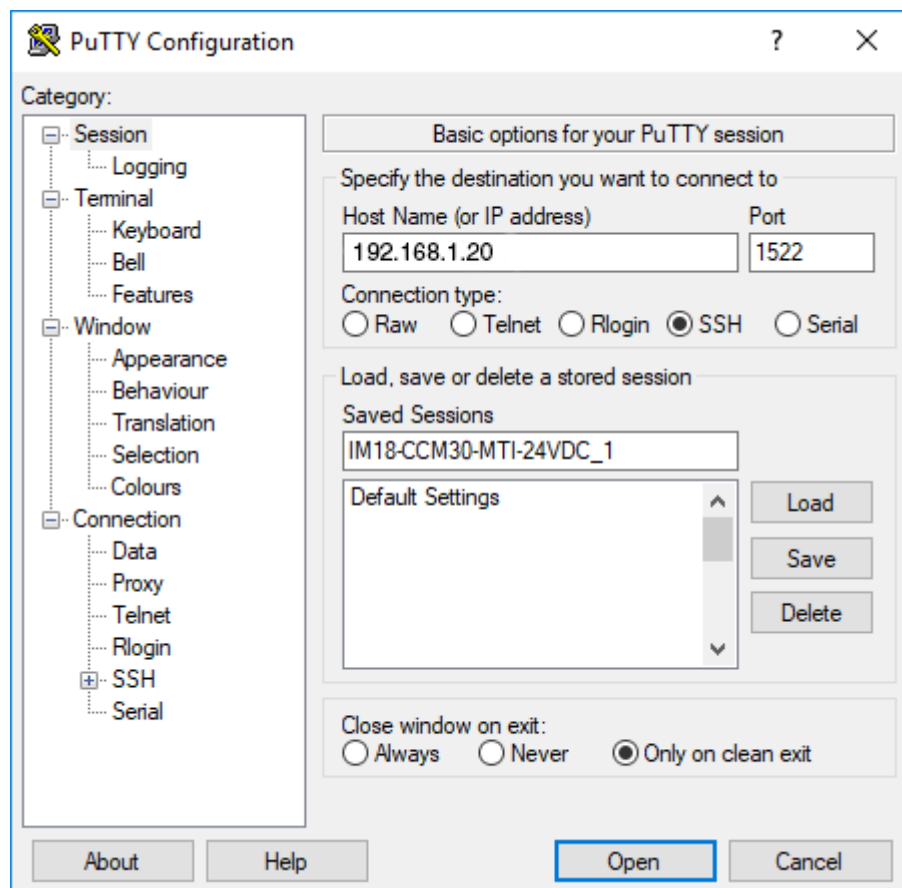 PuTTY Configuration
?
Category:
Session
Logging
Terminal
Keyboard
Bell
Features
Window
Appearance
Behaviour
Translation
Selection
Colours
Connection
Data
Proxy
Telnet
Rlogin
SSH
Serial
Basic options for your PuTTY session
Specify the destination you want to connect to
Host Name (or IP address) Port
192.168.1.20 1522
Connection type:
Raw Telnet Rlogin SSH Serial
Load, save or delete a stored session
Saved Sessions
IM18-CCM30-MTI-24VDC_1
Default Settings
Load
Save
Delete
Close window on exit:
Always Never Only on clean exit
About Help Open Cancel